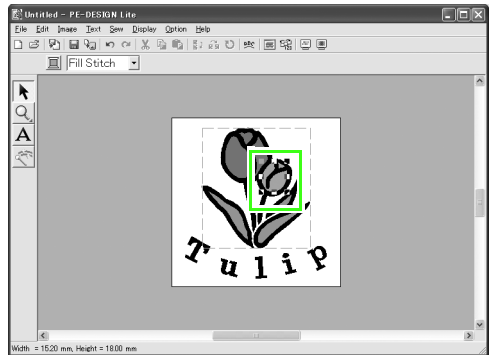 Untitled - PE-DESIGN Lite
File Edit Image Text Sew Display Option Help
Fill Stitch
A
Tulip
Width = 15.20 mm, Height = 18.00 mm